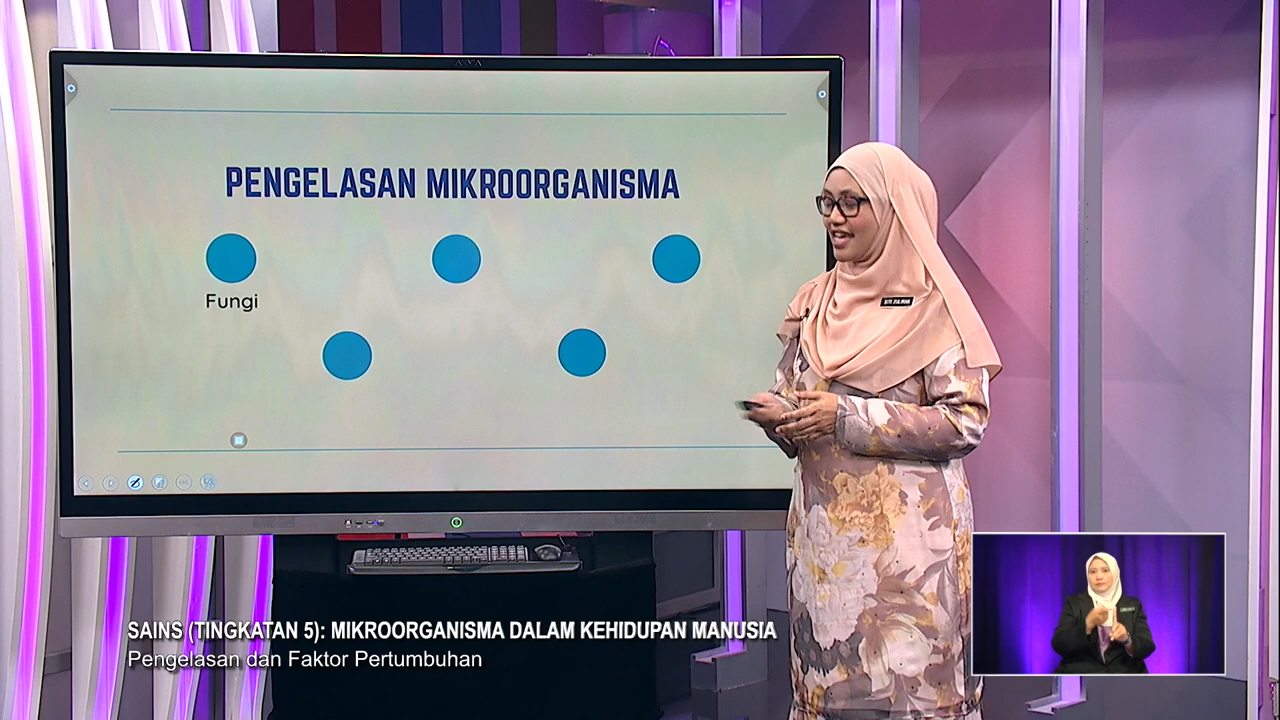 PENGELASAN MIKROORGANISMA
Fungi
SAINS (TINGKATAN 5): MIKROORGANISMA DALAM KEHIDUPAN MANUSIA
Pengelasan dan Faktor Pertumbuhan